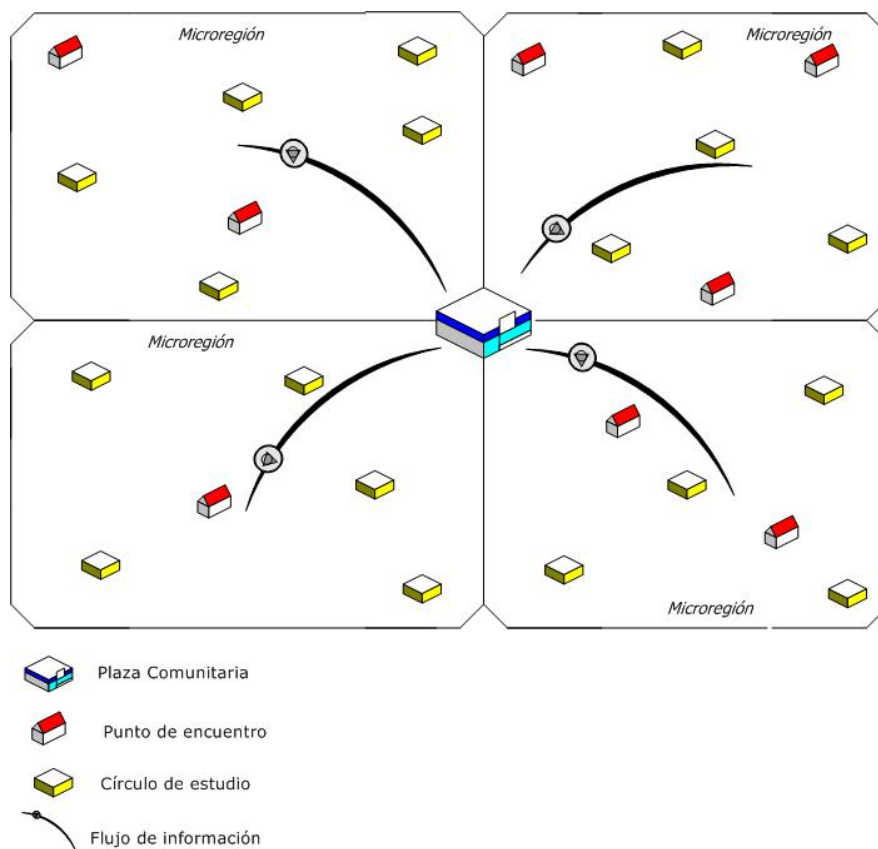 Microregión
Microregión
Microregión
Microregión
Plaza Comunitaria
Punto de encuentro
Círculo de estudio
Flujo de información